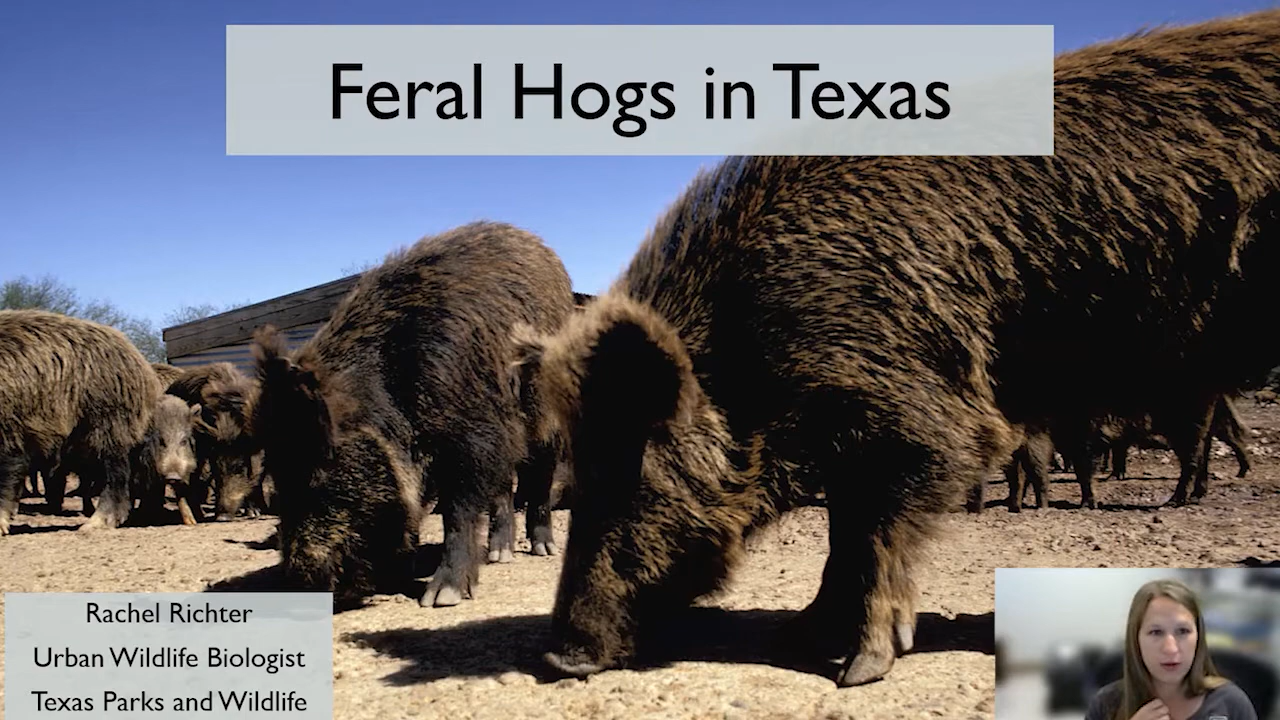 Feral Hogs in Texas
Rachel Richter
Urban Wildlife Biologist
Texas Parks and Wildlife